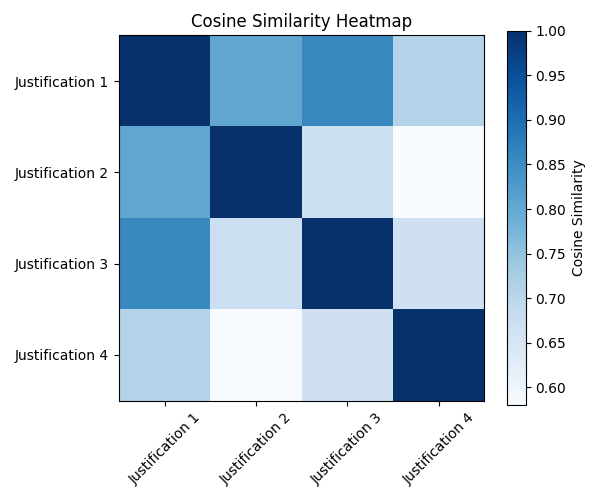 Cosine Similarity Heatmap
Justification 1
Justification 2
Justification 3
Justification 4
Justification 1
Justification 2
Justification 3
Justification 4
1.00
0.95
0.90
0.85
0.80
0.75
0.70
0.65
0.60
Cosine Similarity